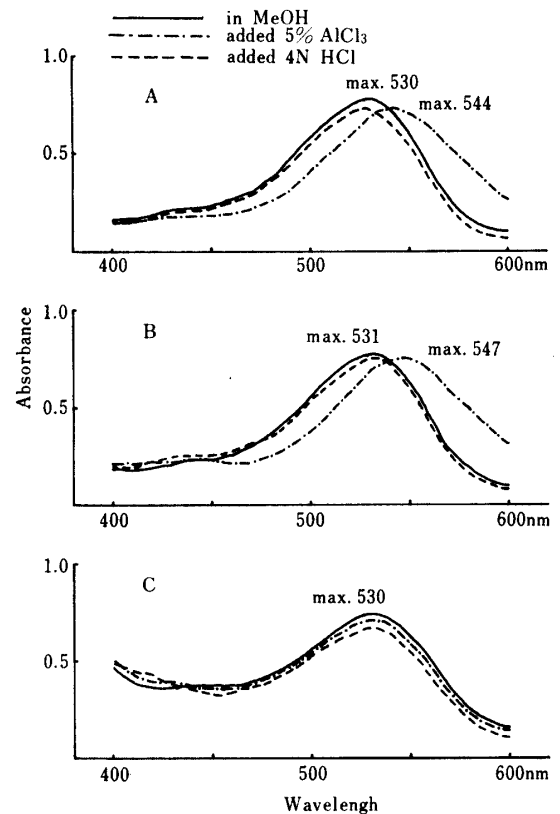 in MeOH
added 5% AlCl₃
added 4N HCl
A
max. 530
max. 544
1.0
0.5
400
500
600nm
B
max. 531
max. 547
1.0
0.5
400
500
600nm
Absorbance
C
max. 530
1.0
0.5
400
500
600nm
Wavelengh